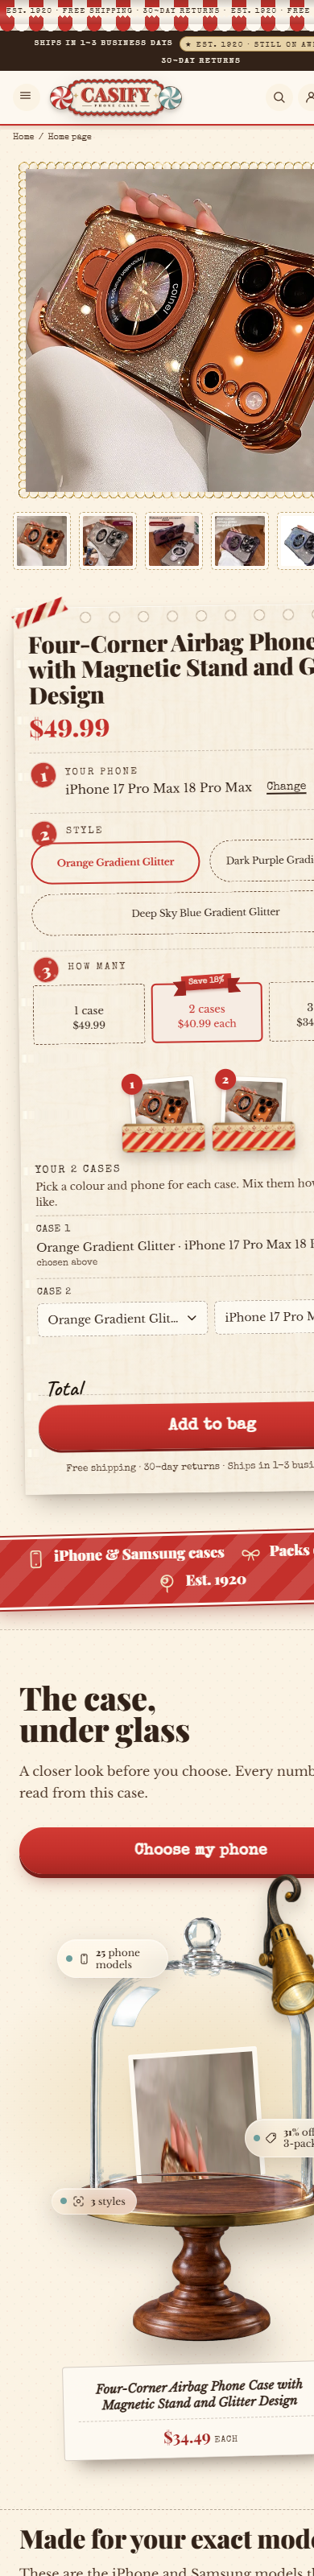 EST. 1920 · FREE SHIPPING · 30-DAY RETURNS · EST. 1920 · FREE
SHIPS IN 1-3 BUSINESS DAYS ★ EST. 1920 · STILL ON
30-DAY RETURNS
CASIFY
PHONE CASES
Home / Home page
coiner
Four-Corner Airbag Phone
with Magnetic Stand and G
Design
$49.99
1 YOUR PHONE
iPhone 17 Pro Max 18 Pro Max Change
2 STYLE
Orange Gradient Glitter Dark Purple Gradi
Deep Sky Blue Gradient Glitter
3 HOW MANY
Save 18%
1 case 2 cases 3
$49.99 $40.99 each $34
1 2
YOUR 2 CASES
Pick a colour and phone for each case. Mix them how
like.
CASE 1
Orange Gradient Glitter · iPhone 17 Pro Max 18 P
chosen above
CASE 2
Orange Gradient Glit... iPhone 17 Pro M
Total
Add to bag
Free shipping · 30-day returns · Ships in 1-3 busi
iPhone & Samsung cases Packs
Est. 1920
The case,
under glass
A closer look before you choose. Every numb
read from this case.
Choose my phone
25 phone
models
31% off
3-pack
3 styles
Four-Corner Airbag Phone Case with
Magnetic Stand and Glitter Design
$34.49 EACH
Made for your exact mode
These are the iPhone and Samsung models th